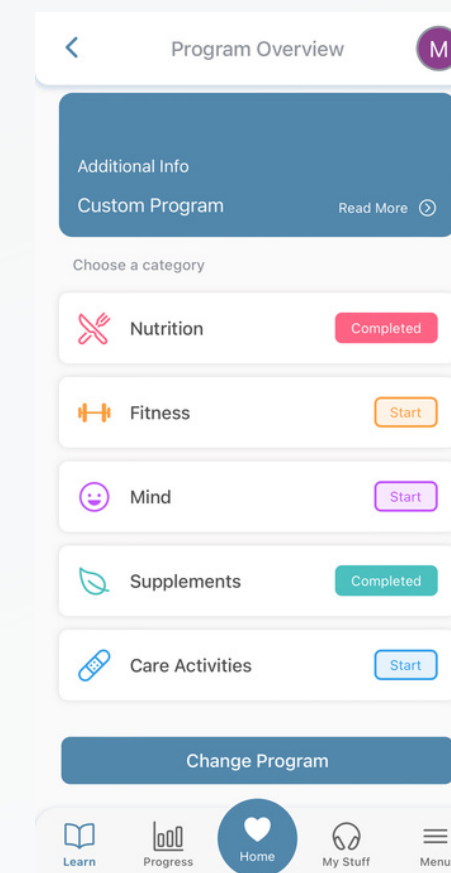 Program Overview
M
Additional Info
Custom Program
Read More
Choose a category
Nutrition
Completed
Fitness
Start
Mind
Start
Supplements
Completed
Care Activities
Start
Change Program
Learn
Progress
Home
My Stuff
Menu